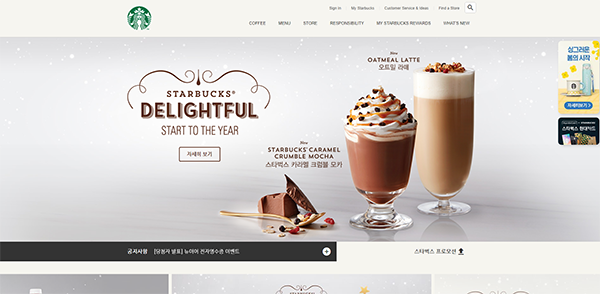 Sign in
My Starbucks
Customer Service & Ideas
Find a Store
COFFEE
MENU
STORE
RESPONSIBILITY
MY STARBUCKS REWARDS
WHAT'S NEW
STARBUCKS®
DELIGHTFUL
START TO THE YEAR
자세히 보기
New
OATMEAL LATTE
오트밀 라떼
New
STARBUCKS® CARAMEL
CRUMBLE MOCHA
스타벅스 카라멜 크럼블 모카
싱그러운
봄의 시작
자세히보기 >
스타벅스 현대카드
공지사항
[당첨자 발표] 뉴이어 전자영수증 이벤트
스타벅스 프로모션